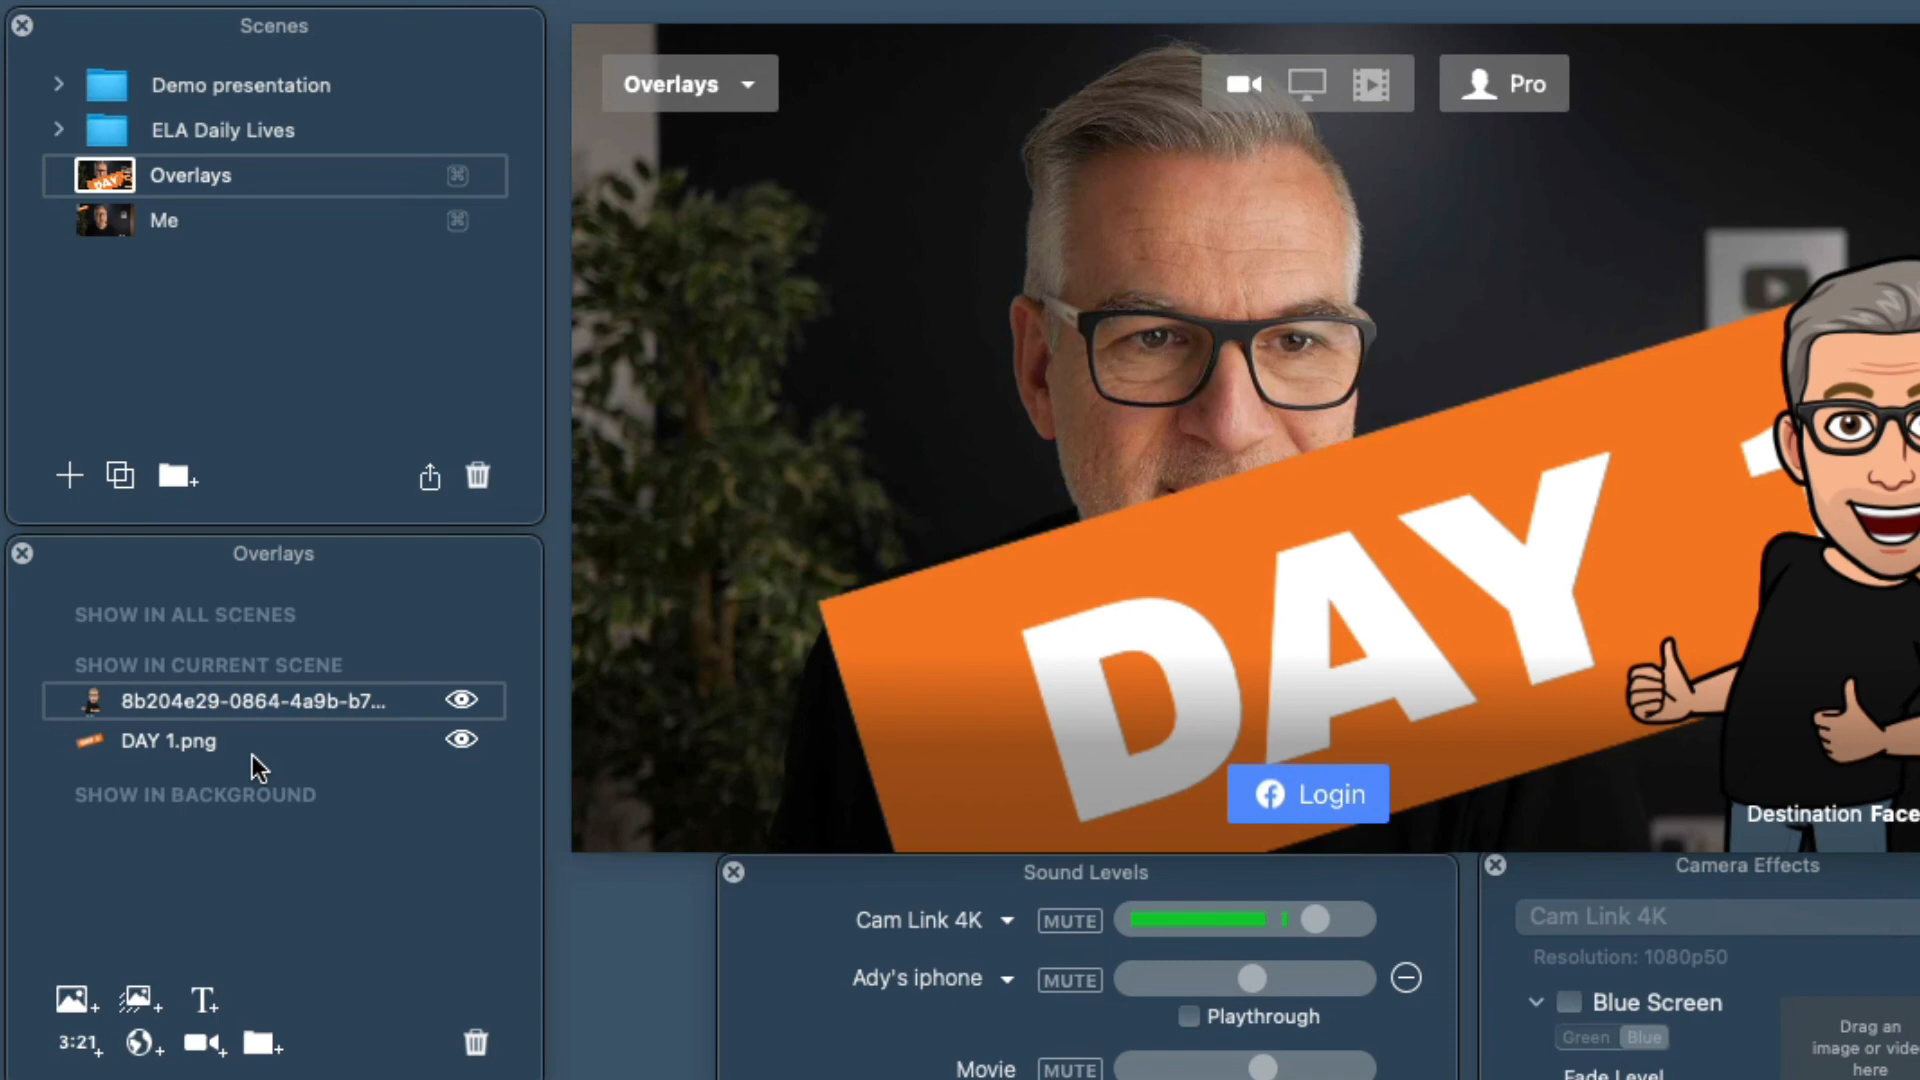 Scenes
Demo presentation
ELA Daily Lives
Overlays
Me
Overlays
SHOW IN ALL SCENES
SHOW IN CURRENT SCENE
8b204e29-0864-4a9b-b7...
DAY 1.png
SHOW IN BACKGROUND
3:21
Overlays
Pro
DAY
Login
Destination Face
Sound Levels
Cam Link 4K
MUTE
Ady's iphone
MUTE
Playthrough
Movie
MUTE
Camera Effects
Cam Link 4K
Resolution: 1080p50
Blue Screen
Green Blue
Drag an
image or vide
here
Fade Level